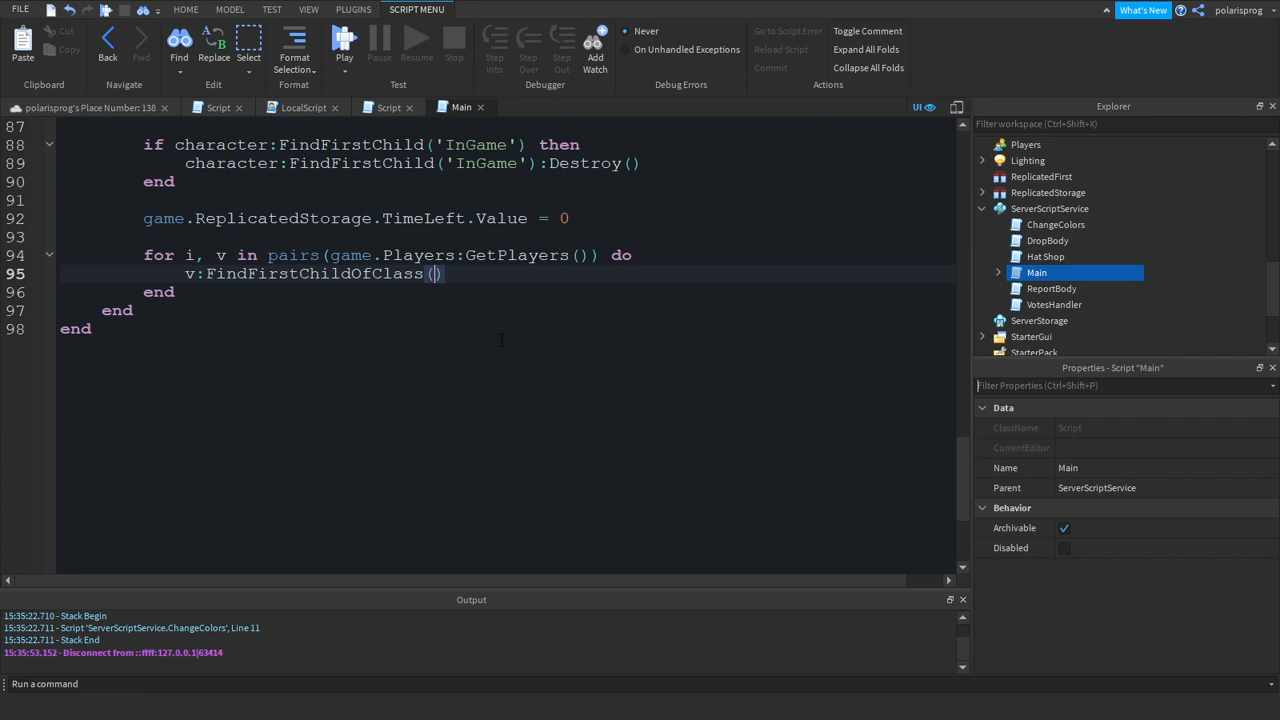 FILE
HOME
MODEL
TEST
VIEW
PLUGINS
SCRIPT MENU
What's New
polarisprog
Paste
Cut
Copy
Clipboard
Back
Fwd
Navigate
Find
Replace
Select
Edit
Format
Selection
Format
Play
Pause
Resume
Stop
Test
Step
Into
Step
Over
Step
Out
Add
Watch
Debugger
Never
On Unhandled Exceptions
Debug Errors
Go to Script Error
Reload Script
Commit
Toggle Comment
Expand All Folds
Collapse All Folds
Actions
polarisprog's Place Number: 138
Script
LocalScript
Script
Main
UI
87
88 if character:FindFirstChild('InGame') then
89 character:FindFirstChild('InGame'):Destroy()
90 end
91
92 game.ReplicatedStorage.TimeLeft.Value = 0
93
94 for i, v in pairs(game.Players:GetPlayers()) do
95 v:FindFirstChildOfClass()
96 end
97 end
98 end
Explorer
Filter workspace (Ctrl+Shift+X)
Players
Lighting
ReplicatedFirst
ReplicatedStorage
ServerScriptService
ChangeColors
DropBody
Hat Shop
Main
ReportBody
VotesHandler
ServerStorage
StarterGui
StarterPack
Properties - Script "Main"
Filter Properties (Ctrl+Shift+P)
Data
ClassName Script
CurrentEditor
Name Main
Parent ServerScriptService
Behavior
Archivable
Disabled
Output
15:35:22.710 - Stack Begin
15:35:22.711 - Script 'ServerScriptService.ChangeColors', Line 11
15:35:22.711 - Stack End
15:35:53.152 - Disconnect from ::ffff:127.0.0.1|63414
Run a command